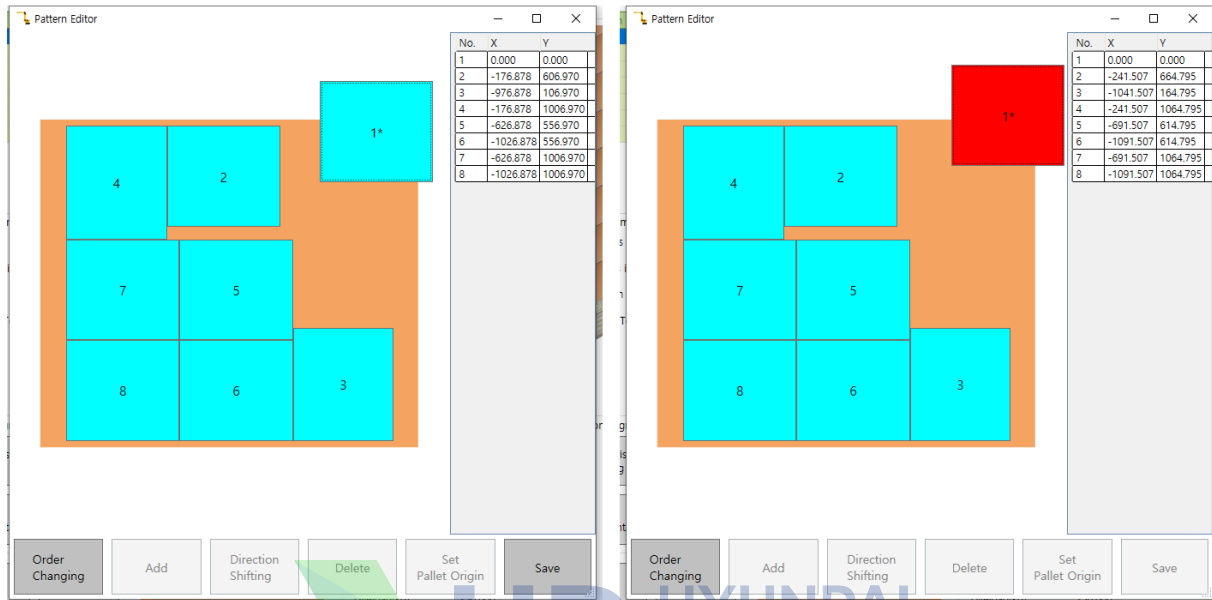 Pattern Editor
No. X Y
1 0.000 0.000
2 -176.878 606.970
3 -976.878 106.970
4 -176.878 1006.970
5 -626.878 556.970
6 -1026.878 556.970
7 -626.878 1006.970
8 -1026.878 1006.970
1*
4 2
7 5
8 6 3
Order
Changing
Add
Direction
Shifting
Delete
Set
Pallet Origin
Save
Pattern Editor
No. X Y
1 0.000 0.000
2 -241.507 664.795
3 -1041.507 164.795
4 -241.507 1064.795
5 -691.507 614.795
6 -1091.507 614.795
7 -691.507 1064.795
8 -1091.507 1064.795
1*
4 2
7 5
8 6 3
Order
Changing
Add
Direction
Shifting
Delete
Set
Pallet Origin
Save